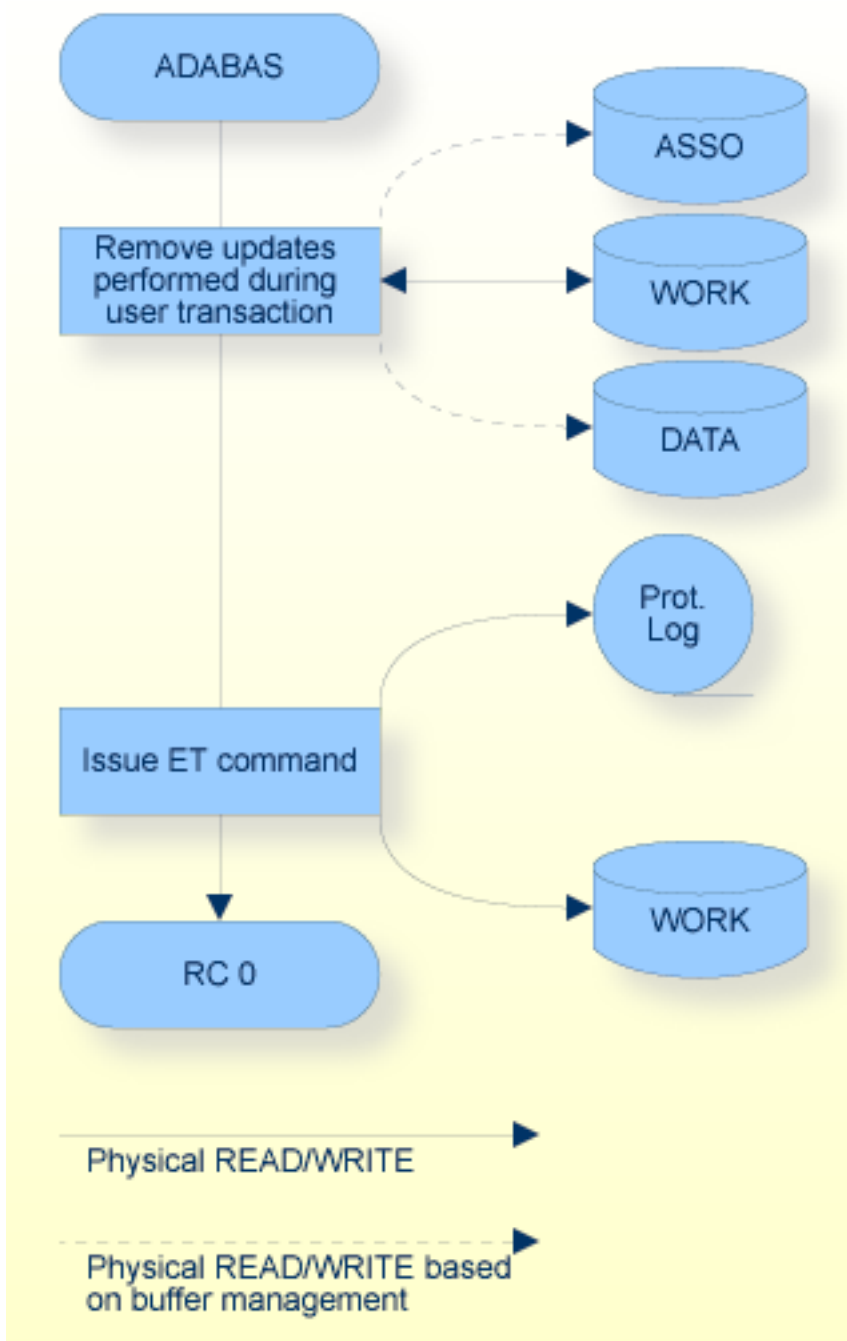 ADABAS
ASSO
Remove updates
performed during
user transaction
WORK
DATA
Prot.
Log
Issue ET command
WORK
RC 0
Physical READ/WRITE
Physical READ/WRITE based
on buffer management